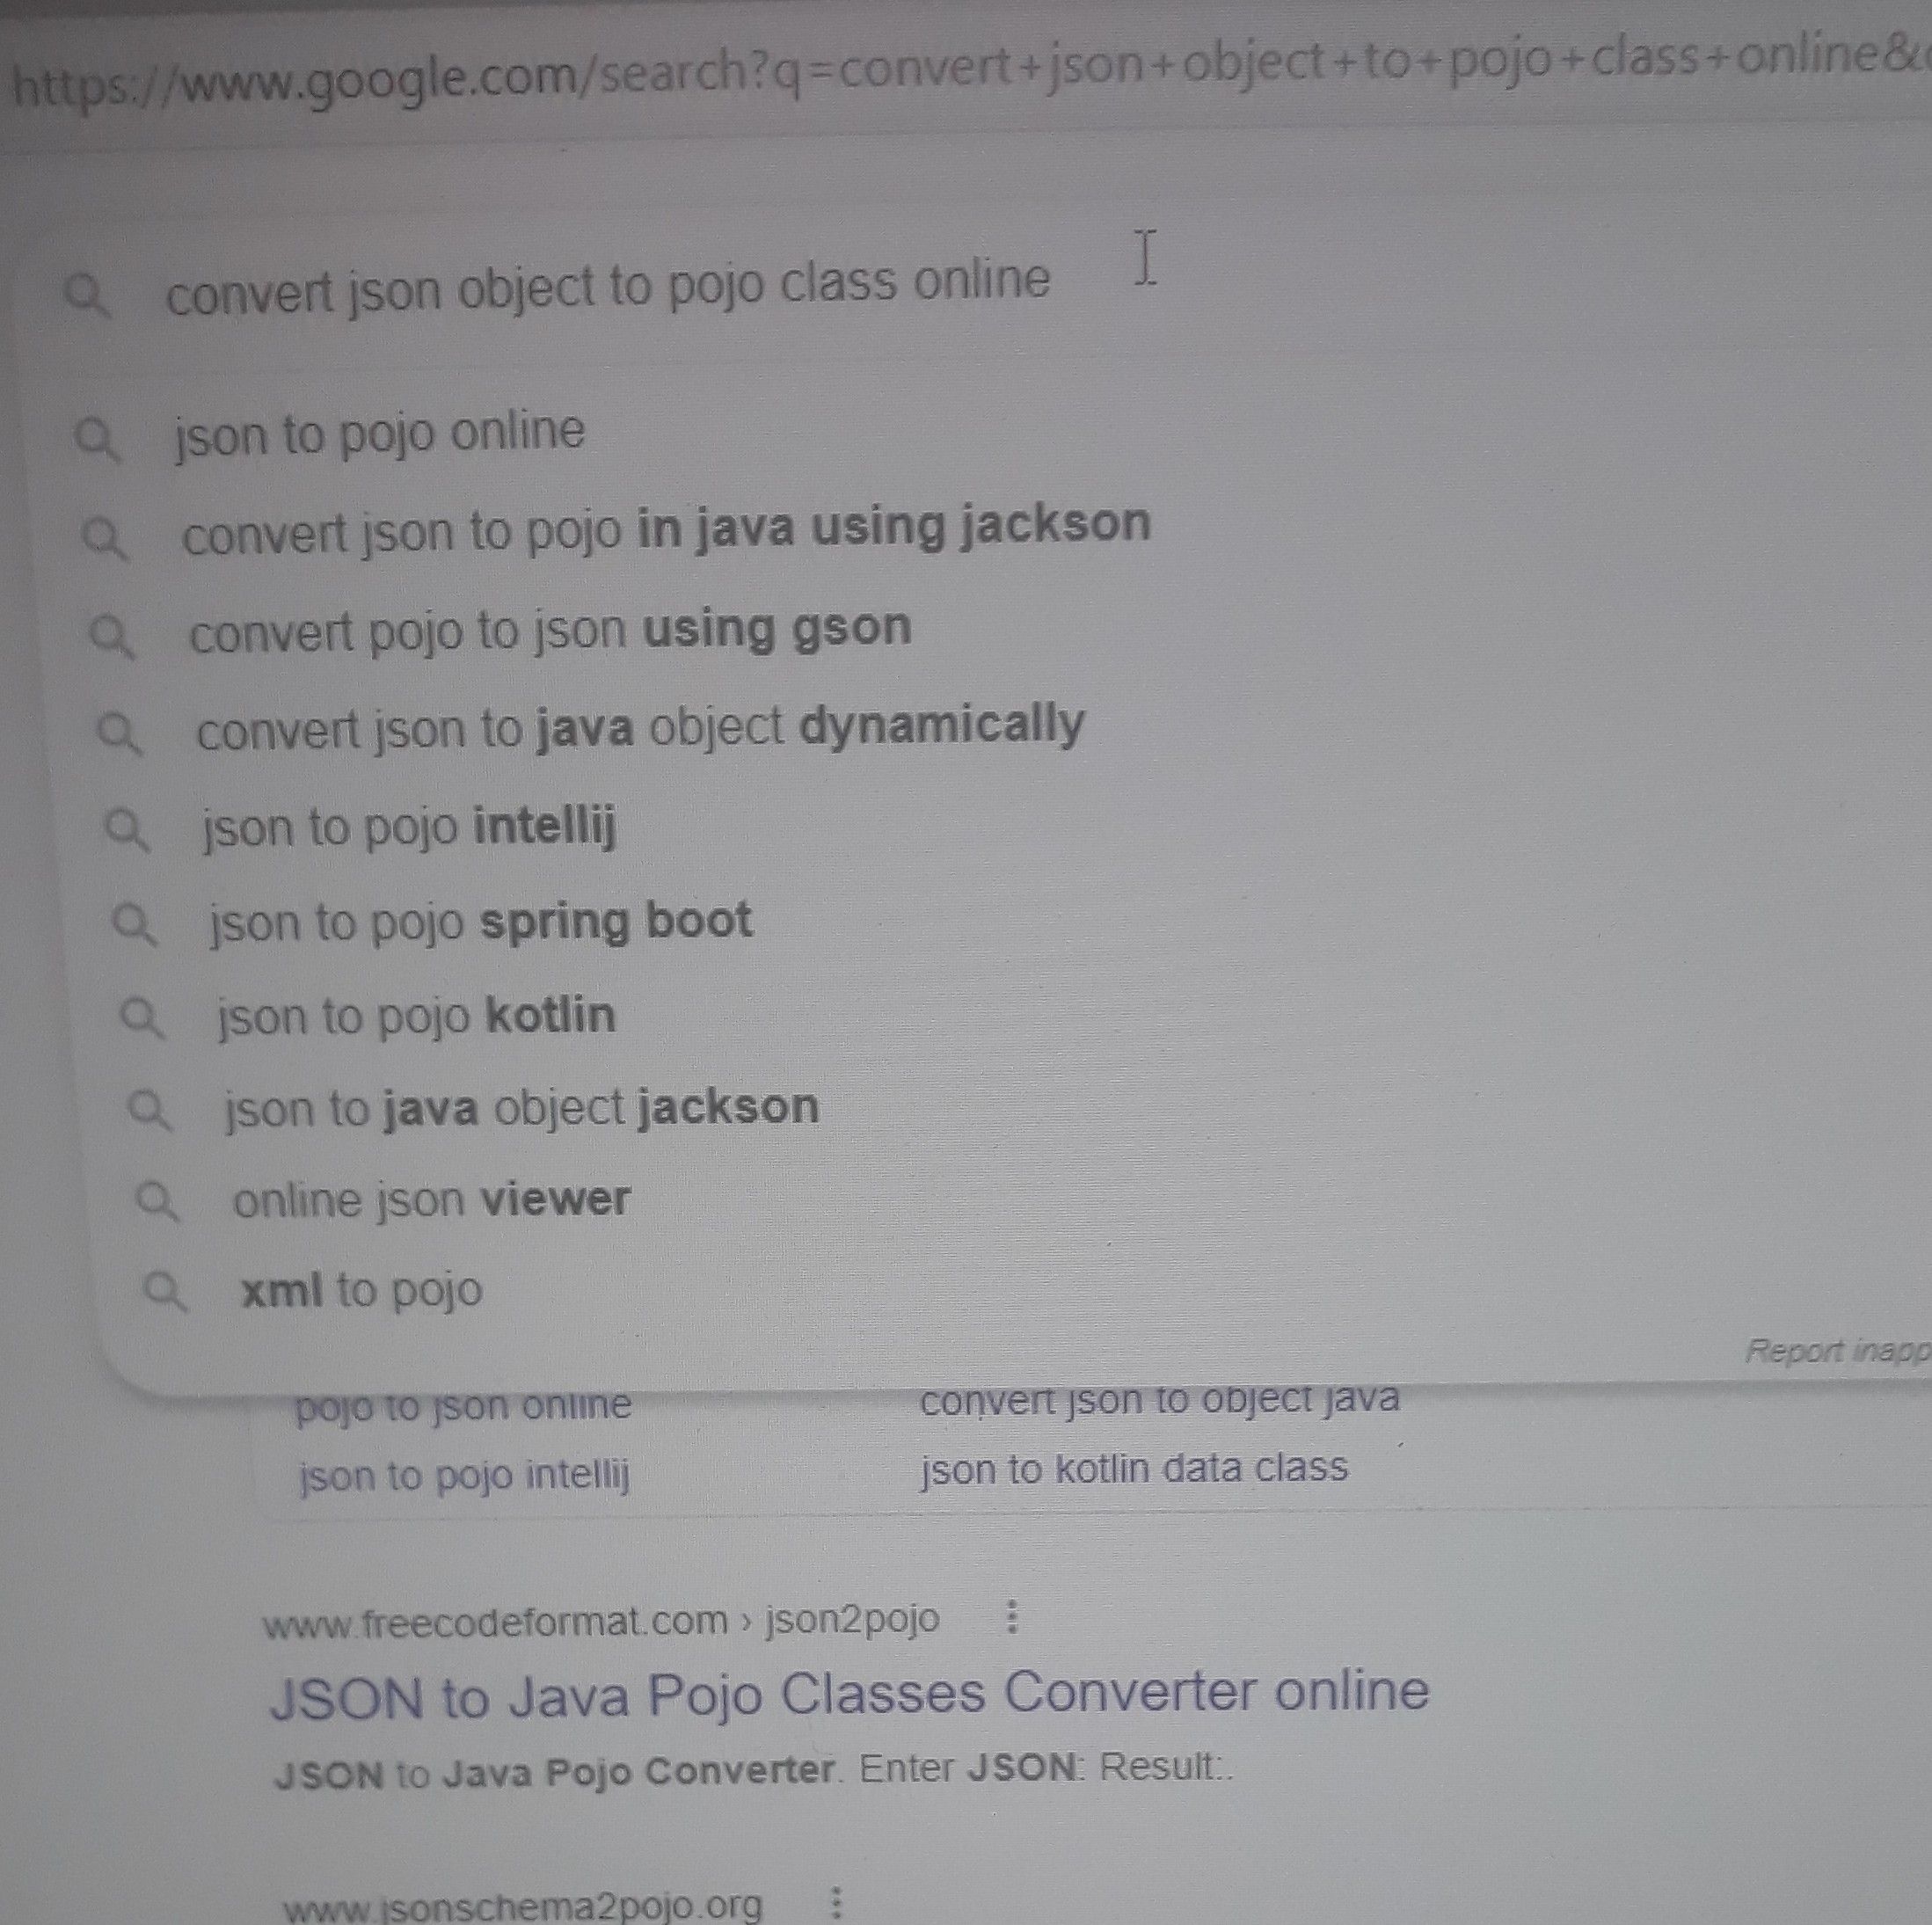 https://www.google.com/search?q=convert+json+object+to+pojo+class+online&
convert json object to pojo class online
json to pojo online
convert json to pojo in java using jackson
convert pojo to json using gson
convert json to java object dynamically
json to pojo intellij
json to pojo spring boot
json to pojo kotlin
json to java object jackson
online json viewer
xml to pojo
Report inapp
pojo to json online
convert json to object java
json to pojo intellij
json to kotlin data class
www.freecodeformat.com › json2pojo
JSON to Java Pojo Classes Converter online
JSON to Java Pojo Converter. Enter JSON: Result:.
www.jsonschema2pojo.org